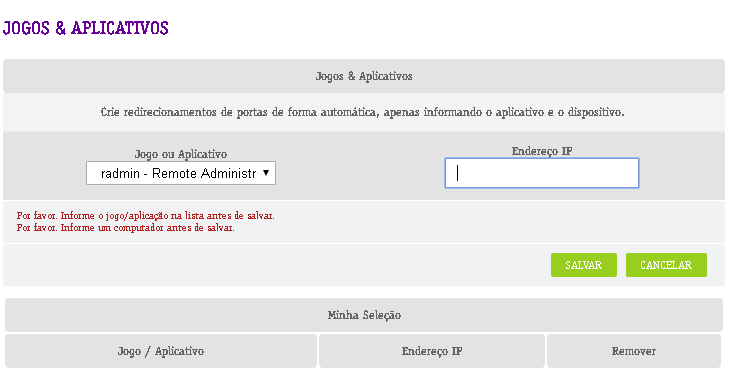 JOGOS & APLICATIVOS
Jogos & Aplicativos
Crie redirecionamentos de portas de forma automática, apenas informando o aplicativo e o dispositivo.
Jogo ou Aplicativo
Endereço IP
radmin - Remote Administr
Por favor. Informe o jogo/aplicação na lista antes de salvar.
Por favor. Informe um computador antes de salvar.
SALVAR CANCELAR
Minha Seleção
Jogo / Aplicativo Endereço IP Remover